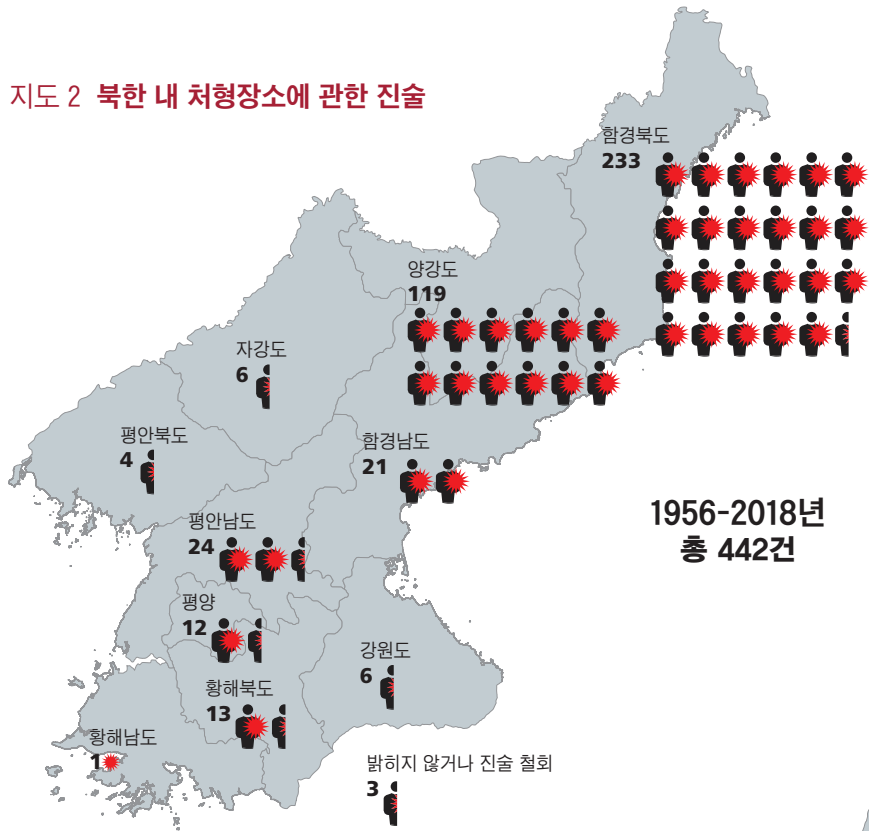 지도 2 북한 내 처형장소에 관한 진술
함경북도
233
양강도
119
자강도
6
평안북도
4
함경남도
21
평안남도
24
평양
12
강원도
6
황해북도
13
황해남도
1
밝히지 않거나 진술 철회
3
1956-2018년
총 442건